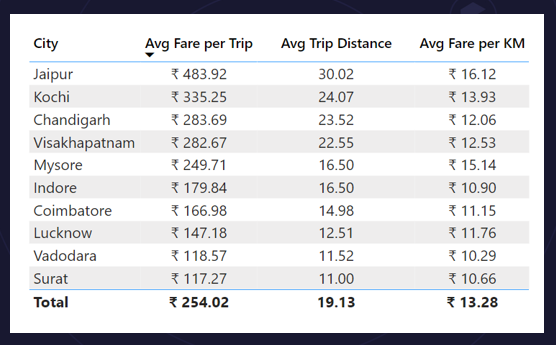 City Avg Fare per Trip Avg Trip Distance Avg Fare per KM
Jaipur ₹ 483.92 30.02 ₹ 16.12
Kochi ₹ 335.25 24.07 ₹ 13.93
Chandigarh ₹ 283.69 23.52 ₹ 12.06
Visakhapatnam ₹ 282.67 22.55 ₹ 12.53
Mysore ₹ 249.71 16.50 ₹ 15.14
Indore ₹ 179.84 16.50 ₹ 10.90
Coimbatore ₹ 166.98 14.98 ₹ 11.15
Lucknow ₹ 147.18 12.51 ₹ 11.76
Vadodara ₹ 118.57 11.52 ₹ 10.29
Surat ₹ 117.27 11.00 ₹ 10.66
Total ₹ 254.02 19.13 ₹ 13.28